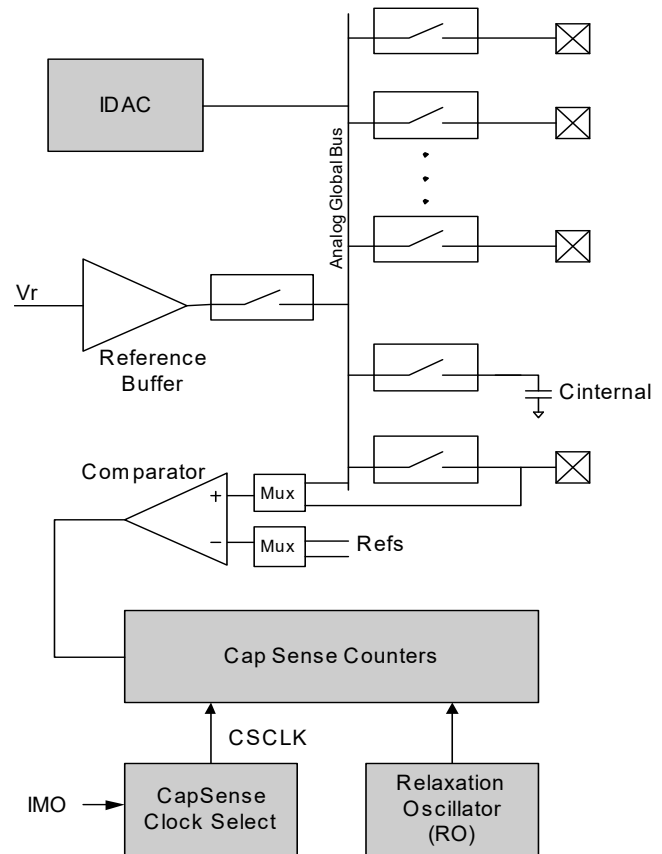 IDAC
Analog Global Bus
Vr
Reference
Buffer
Cinternal
Comparator
+
Mux
−
Mux
Refs
Cap Sense Counters
CSCLK
IMO
CapSense
Clock Select
Relaxation
Oscillator
(RO)